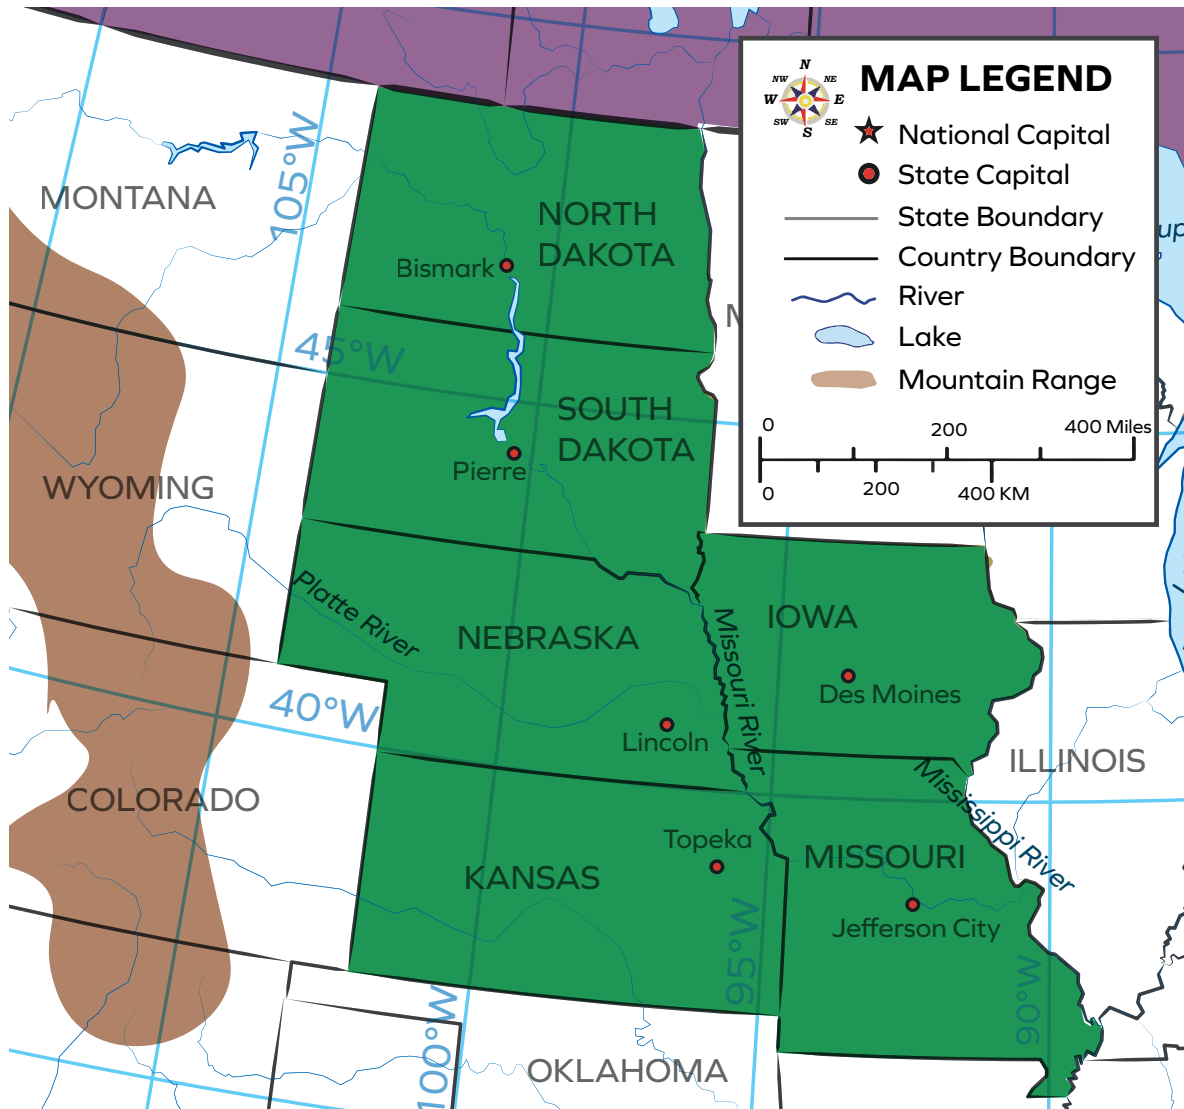 MAP LEGEND
N
NW
NE
W
E
SW
SE
S
National Capital
State Capital
State Boundary
Country Boundary
River
Lake
Mountain Range
0
200
400 Miles
0
200
400 KM
MONTANA
105°W
NORTH
DAKOTA
Bismark
45°W
SOUTH
DAKOTA
Pierre
WYOMING
Platte River
NEBRASKA
Missouri River
IOWA
Des Moines
Lincoln
40°W
ILLINOIS
COLORADO
Mississippi River
Topeka
KANSAS
MISSOURI
Jefferson City
95°W
90°W
100°W
OKLAHOMA
up